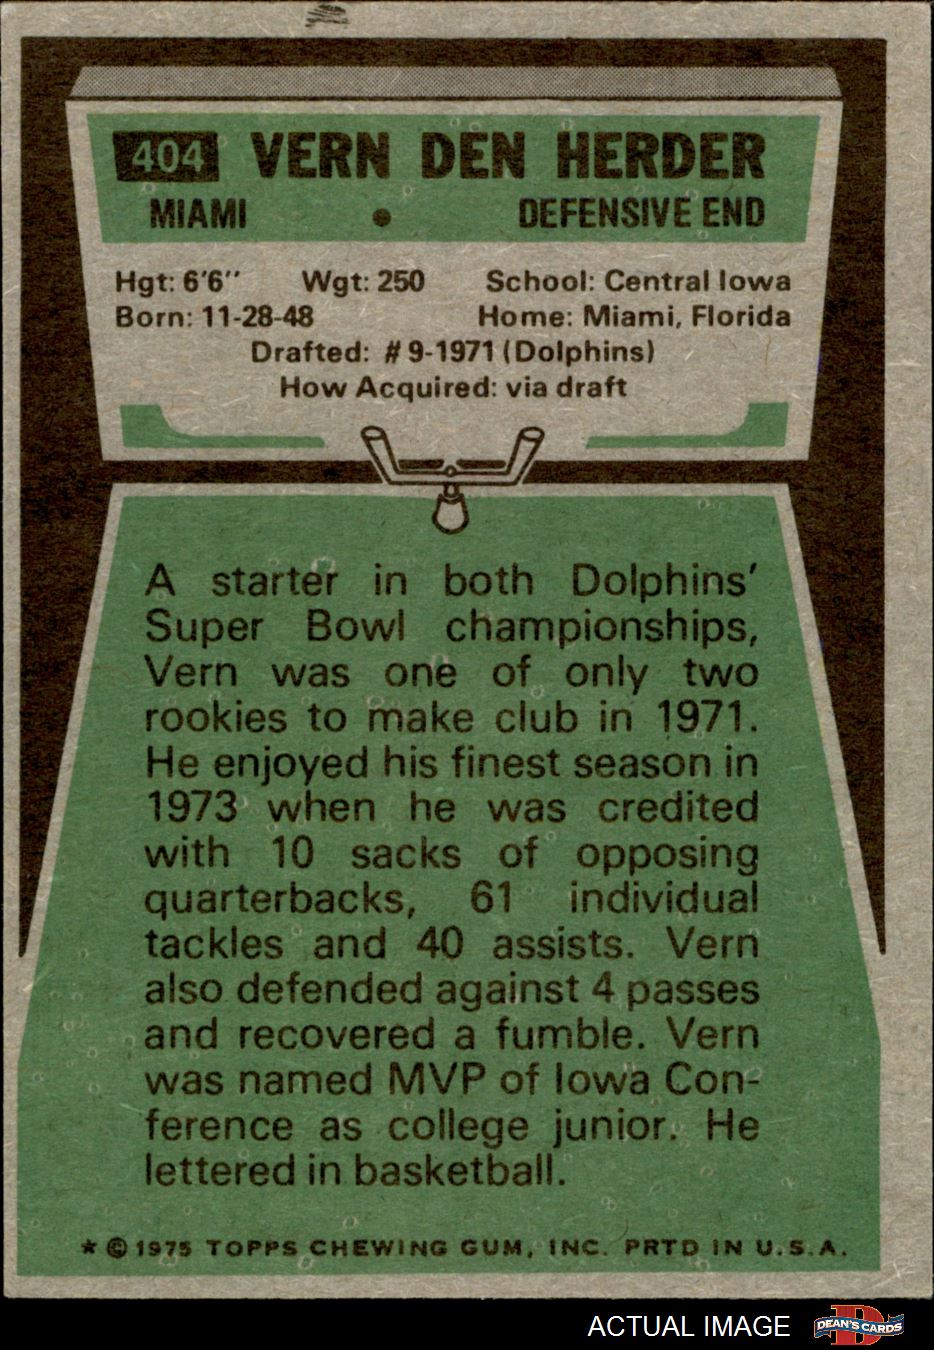 404 VERN DEN HERDER
MIAMI • DEFENSIVE END
Hgt: 6'6'' Wgt: 250 School: Central Iowa
Born: 11-28-48 Home: Miami, Florida
Drafted: #9-1971 (Dolphins)
How Acquired: via draft
A starter in both Dolphins'
Super Bowl championships,
Vern was one of only two
rookies to make club in 1971.
He enjoyed his finest season in
1973 when he was credited
with 10 sacks of opposing
quarterbacks, 61 individual
tackles and 40 assists. Vern
also defended against 4 passes
and recovered a fumble. Vern
was named MVP of Iowa Con-
ference as college junior. He
lettered in basketball.
* © 1975 TOPPS CHEWING GUM, INC. PRTD IN U.S.A.
ACTUAL IMAGE DEAN'S CARDS